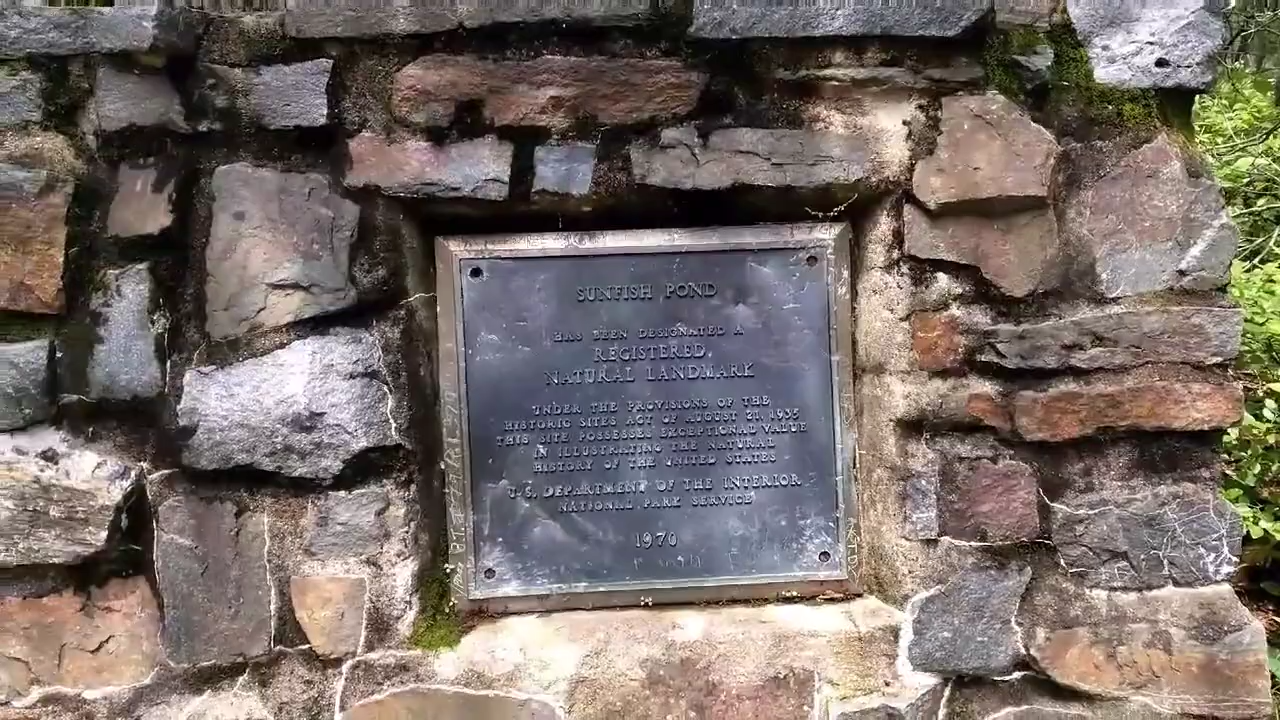 SUNFISH POND
HAS BEEN DESIGNATED A
REGISTERED
NATURAL LANDMARK
UNDER THE PROVISIONS OF THE
HISTORIC SITES ACT OF AUGUST 21, 1935
THIS SITE POSSESSES EXCEPTIONAL VALUE
IN ILLUSTRATING THE NATURAL
HISTORY OF THE UNITED STATES
U.S. DEPARTMENT OF THE INTERIOR
NATIONAL PARK SERVICE
1970